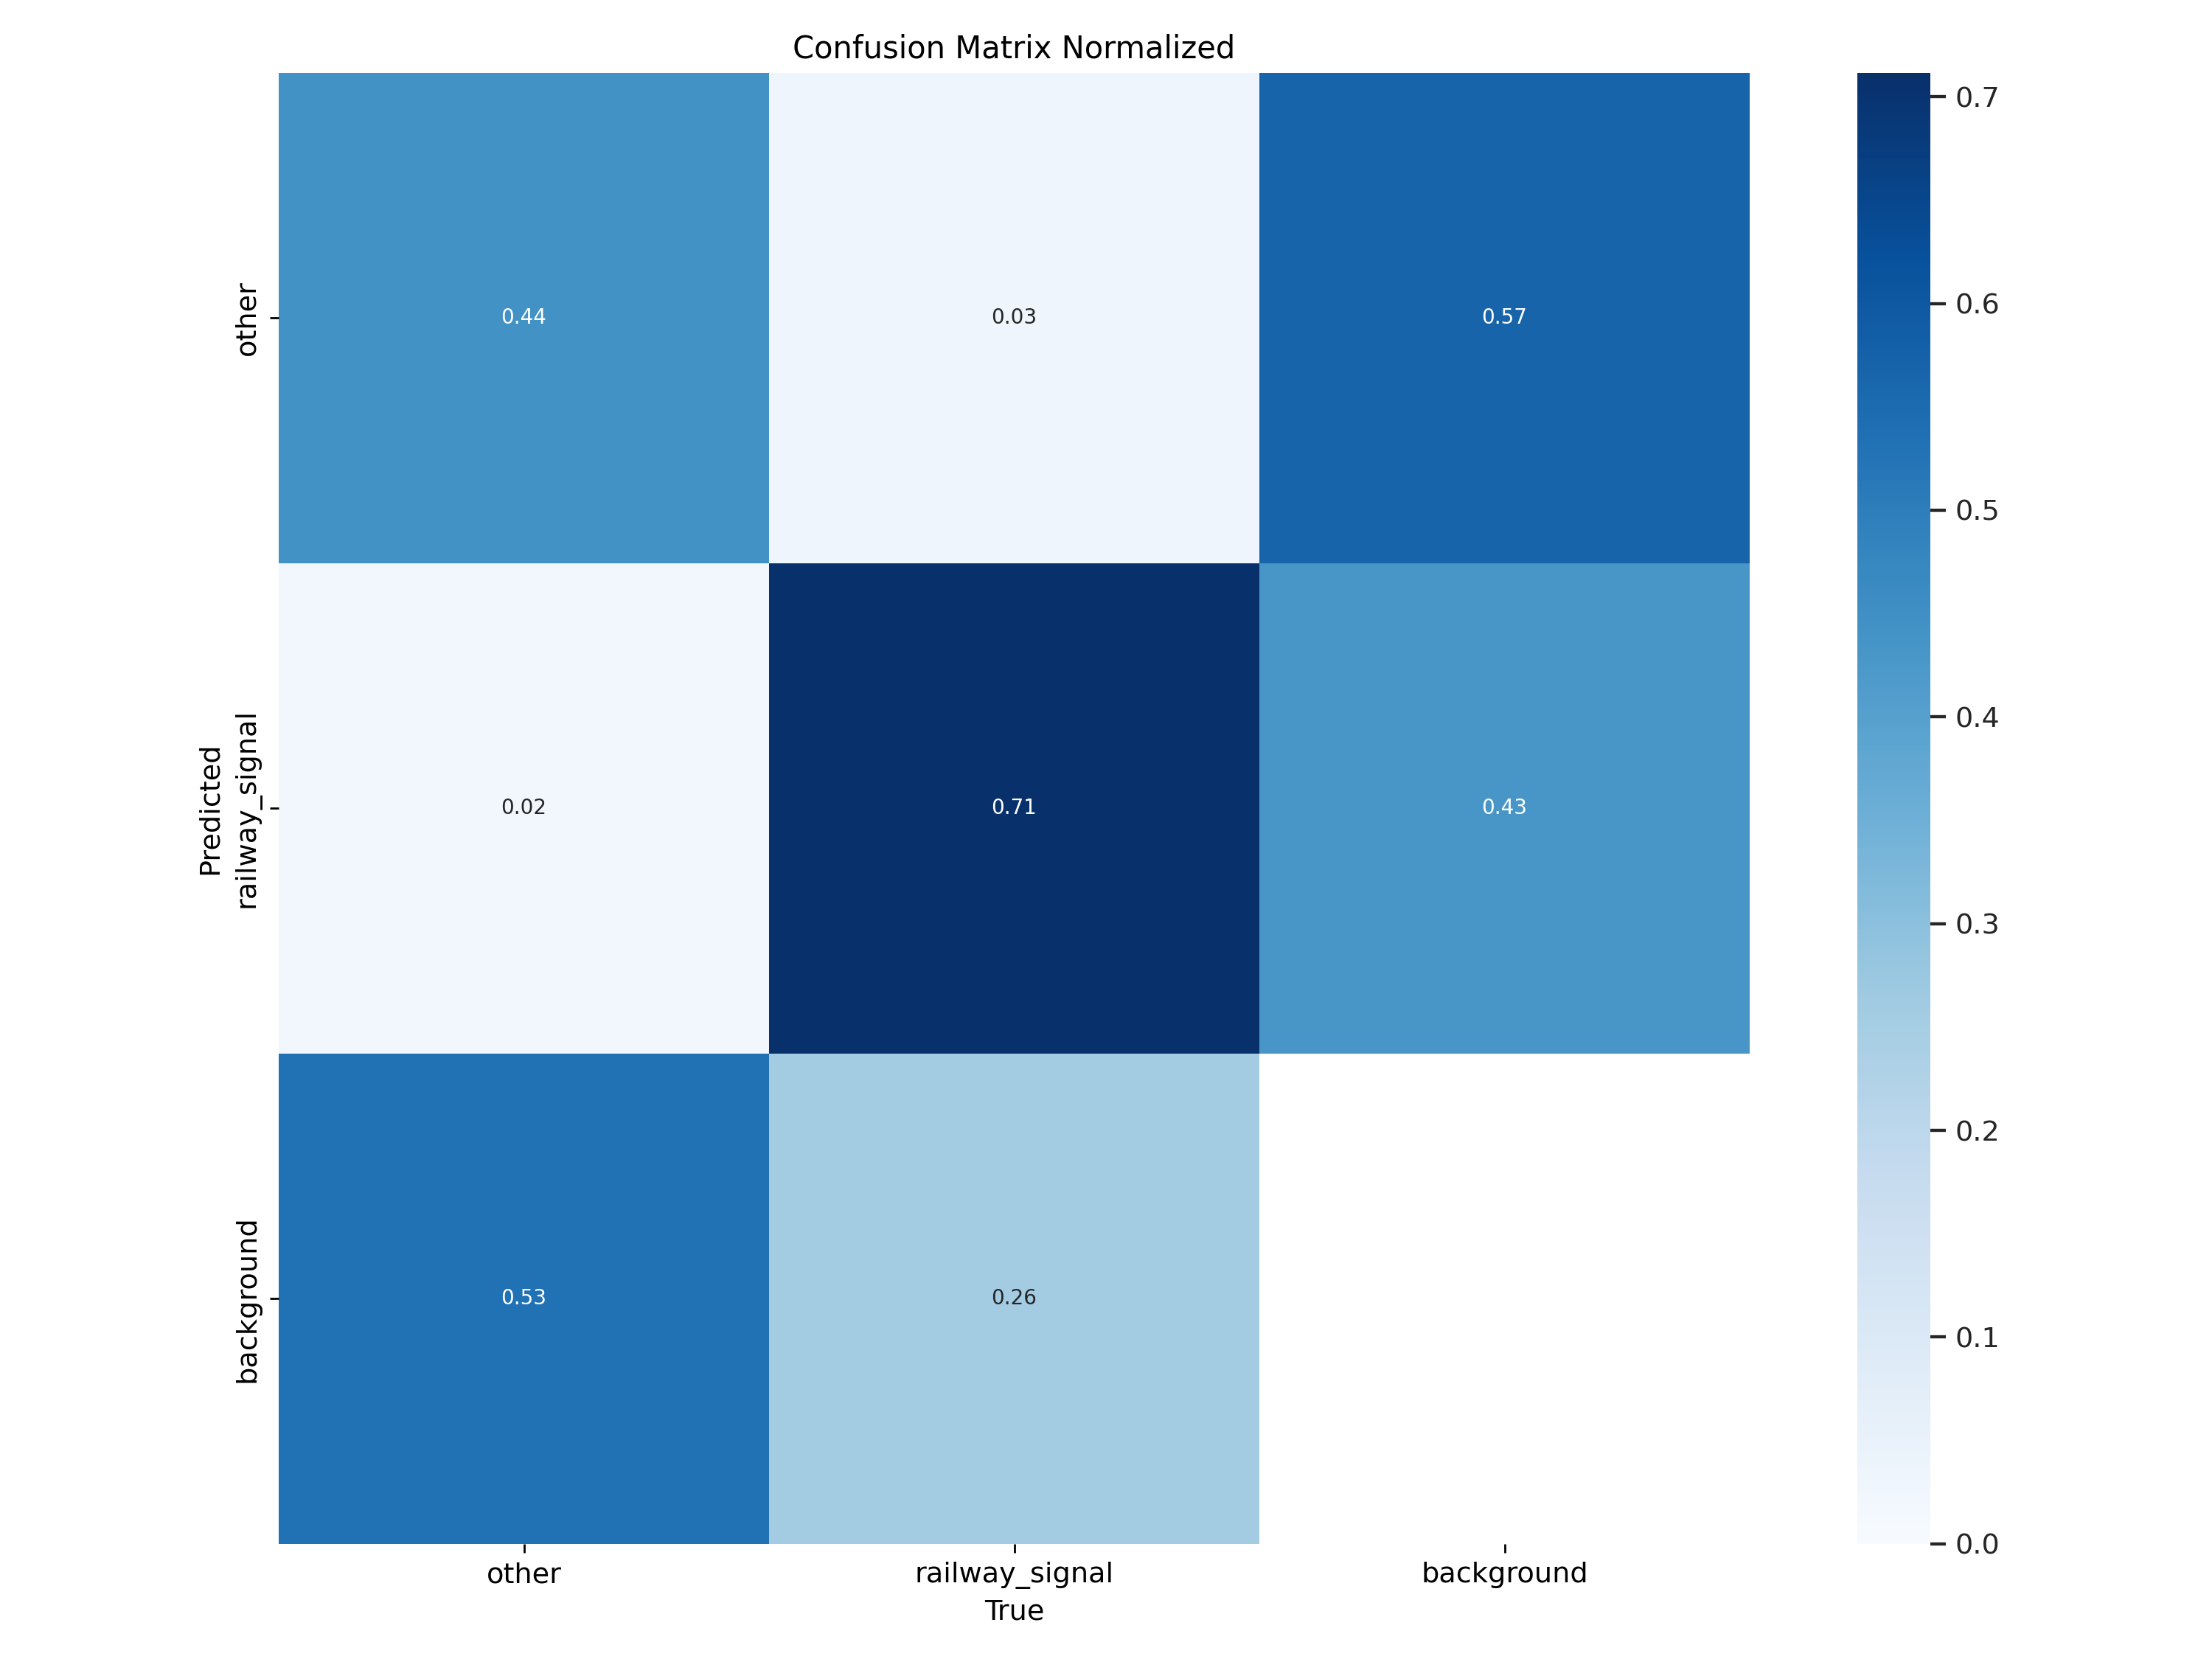 Confusion Matrix Normalized
0.7
0.6
0.5
0.4
0.3
0.2
0.1
0.0
Predicted
other
railway_signal
background
0.44
0.03
0.57
0.02
0.71
0.43
0.53
0.26
other
railway_signal
background
True